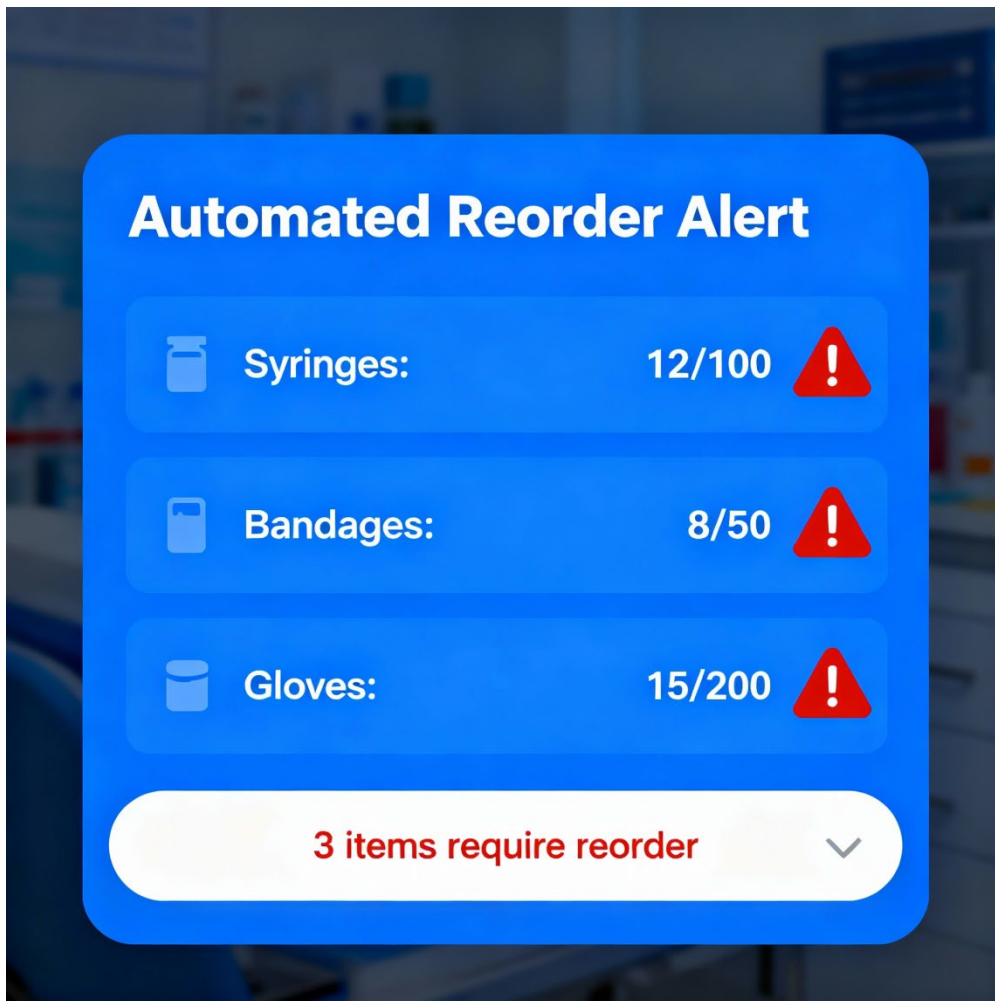 Automated Reorder Alert
Syringes: 12/100
Bandages: 8/50
Gloves: 15/200
3 items require reorder